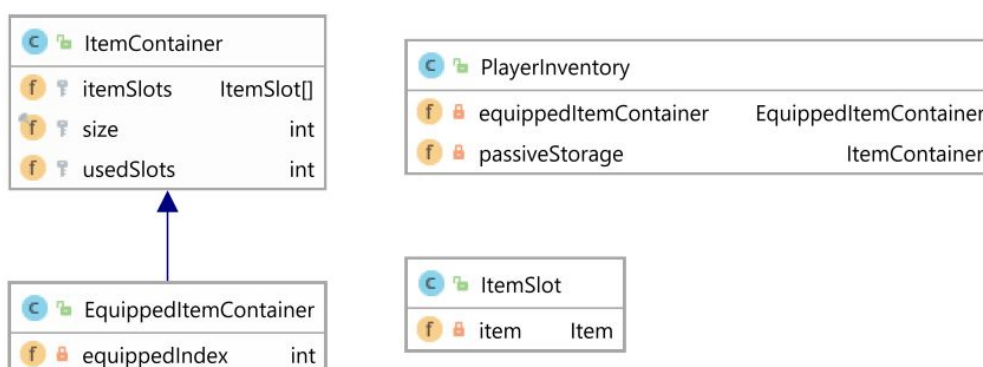 ItemContainer
itemSlots ItemSlot[]
size int
usedSlots int
EquippedItemContainer
equippedIndex int
PlayerInventory
equippedItemContainer EquippedItemContainer
passiveStorage ItemContainer
ItemSlot
item Item